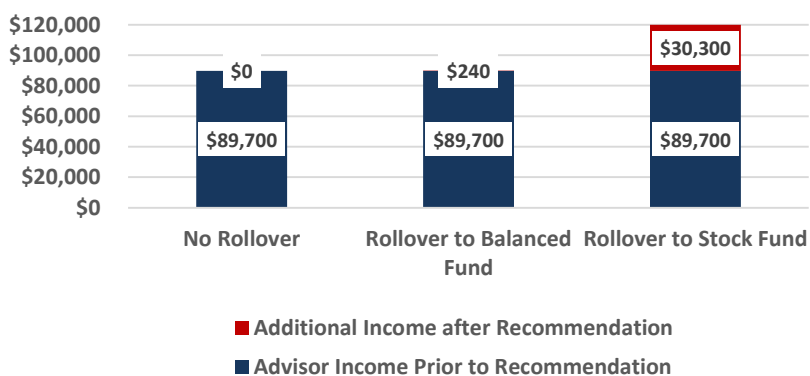 $120,000
$100,000
$80,000
$60,000
$40,000
$20,000
$0
$0
$240
$30,300
$89,700
$89,700
$89,700
No Rollover
Rollover to Balanced
Fund
Rollover to Stock Fund
Additional Income after Recommendation
Advisor Income Prior to Recommendation